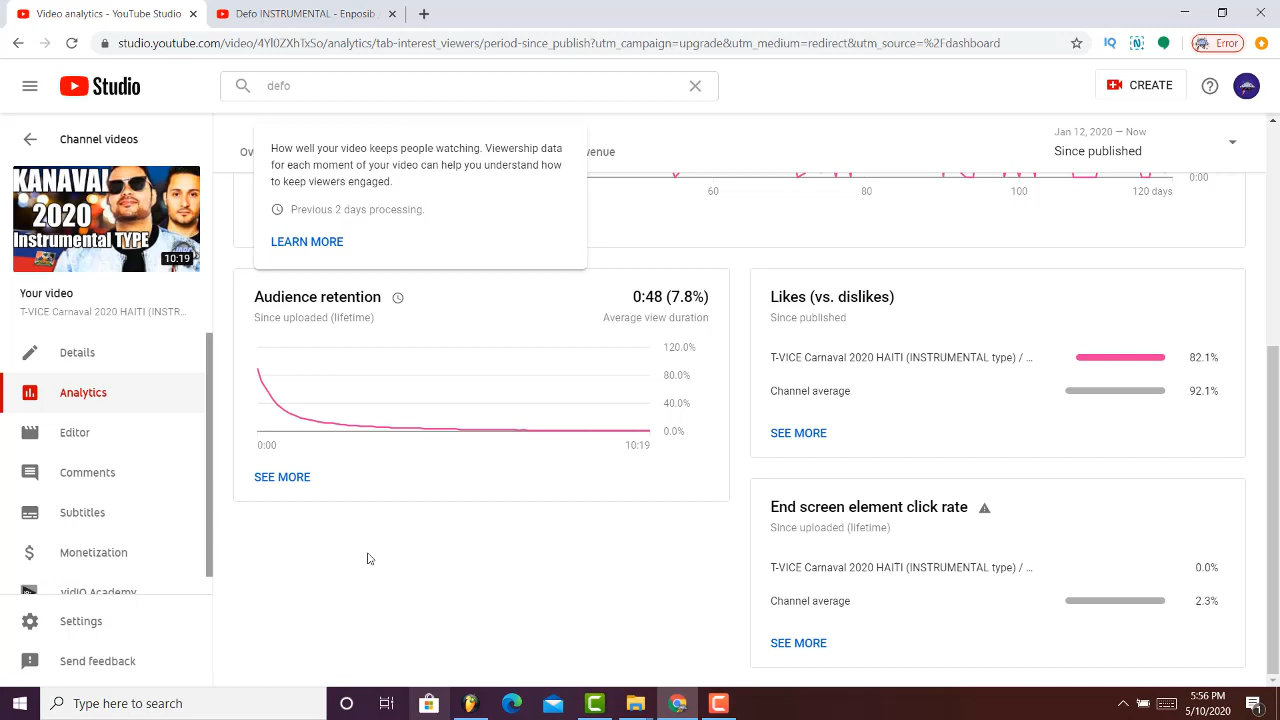 Video analytics - YouTube Studio
Defo INSTRUMENTAL - Enposib
studio.youtube.com/video/4Yl0ZXhTxSo/analytics/tab-interest_viewers/period-since_publish?utm_campaign=upgrade&utm_medium=redirect&utm_source=%2Fdashboard
IQ
N
Error
Studio
defo
CREATE
Channel videos
KANAVAL
2020
Instrumental TYPE
10:19
Your video
T-VICE Carnaval 2020 HAITI (INSTR...
Details
Analytics
Editor
Comments
Subtitles
Monetization
vidIQ Academy
Settings
Send feedback
Ov
enue
Jan 12, 2020 — Now
Since published
How well your video keeps people watching. Viewership data
for each moment of your video can help you understand how
to keep viewers engaged.
Previous 2 days processing.
LEARN MORE
0:00
60
80
100
120 days
Audience retention
0:48 (7.8%)
Since uploaded (lifetime)
Average view duration
120.0%
80.0%
40.0%
0.0%
0:00
10:19
SEE MORE
Likes (vs. dislikes)
Since published
T-VICE Carnaval 2020 HAITI (INSTRUMENTAL type) / ...
82.1%
Channel average
92.1%
SEE MORE
End screen element click rate
Since uploaded (lifetime)
T-VICE Carnaval 2020 HAITI (INSTRUMENTAL type) / ...
0.0%
Channel average
2.3%
SEE MORE
Type here to search
5:56 PM
5/10/2020